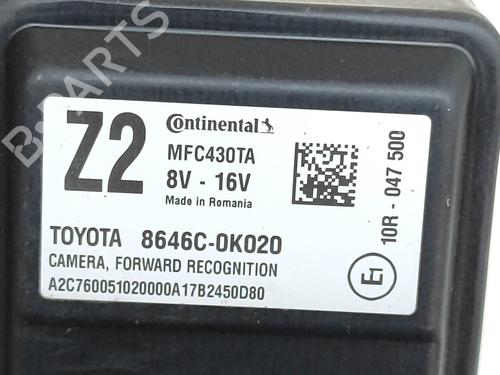 B-PARTS
Z2
Continental
MFC430TA
8V - 16V
Made in Romania
TOYOTA 8646C-0K020
CAMERA, FORWARD RECOGNITION
A2C760051020000A17B2450D80
10R - 047 500
E1